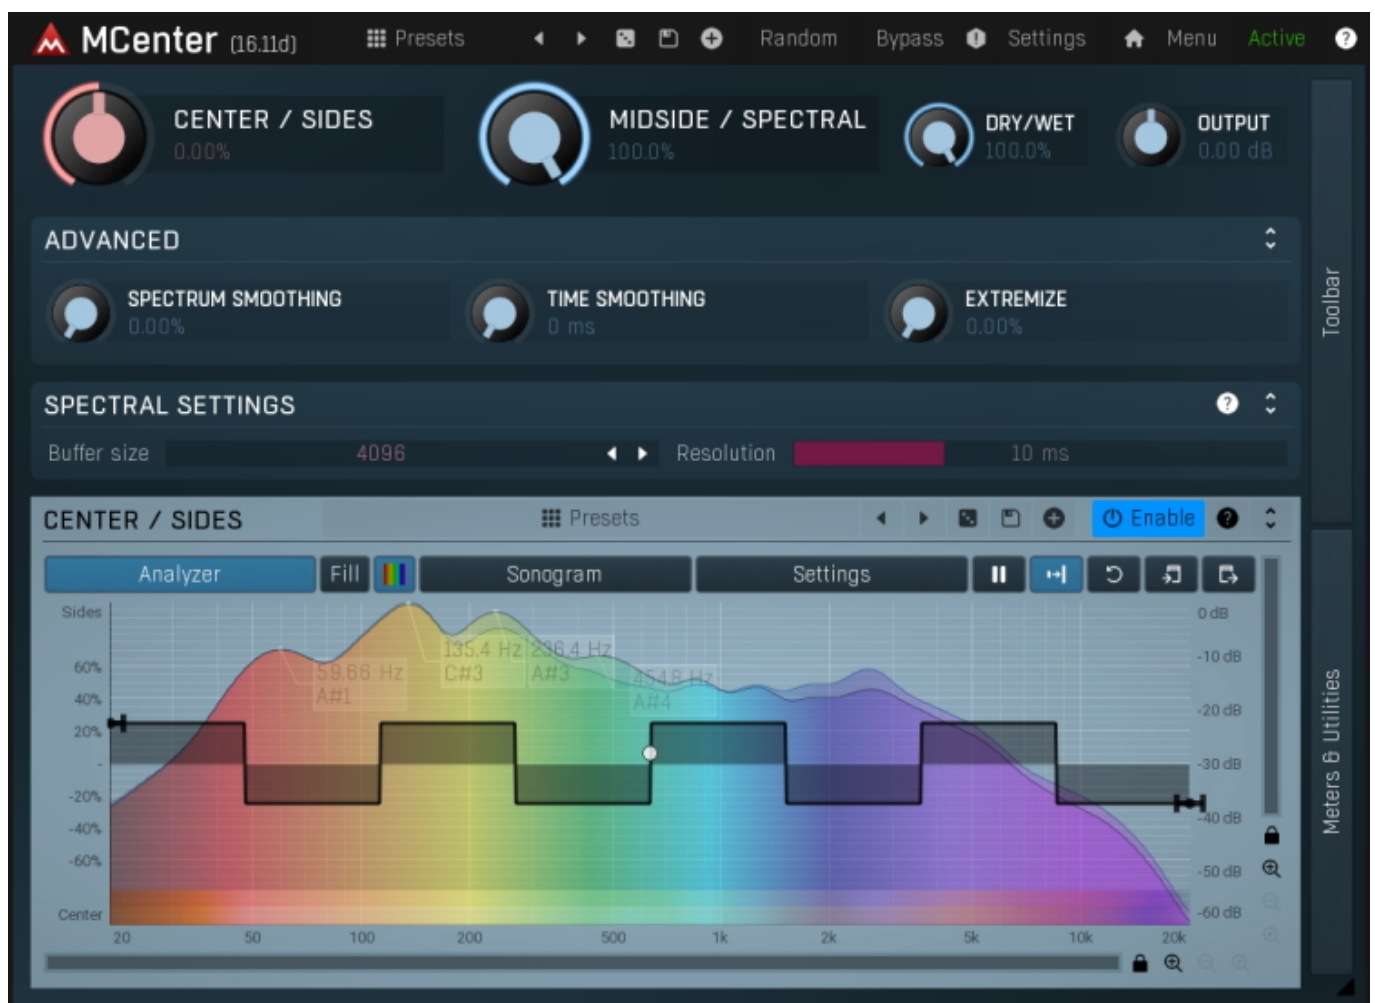 MCenter (16.11d) Presets Random Bypass Settings Menu Active ?
CENTER / SIDES MIDSIDE / SPECTRAL DRY/WET OUTPUT
0.00% 100.0% 100.0% 0.00 dB
ADVANCED
SPECTRUM SMOOTHING TIME SMOOTHING EXTREMIZE
0.00% 0 ms 0.00%
Toolbar
SPECTRAL SETTINGS ?
Buffer size 4096 Resolution 10 ms
CENTER / SIDES Presets Enable ?
Analyzer Fill Sonogram Settings
Sides 0 dB
135.4 Hz 236.4 Hz -10 dB
60% 59.66 Hz C#3 A#3 454.8 Hz
40% A#1 A#4 -20 dB
20%
- -30 dB
-20%
-40 dB
-40%
-60% -50 dB
Center -60 dB
20 50 100 200 500 1k 2k 5k 10k 20k
Meters & Utilities